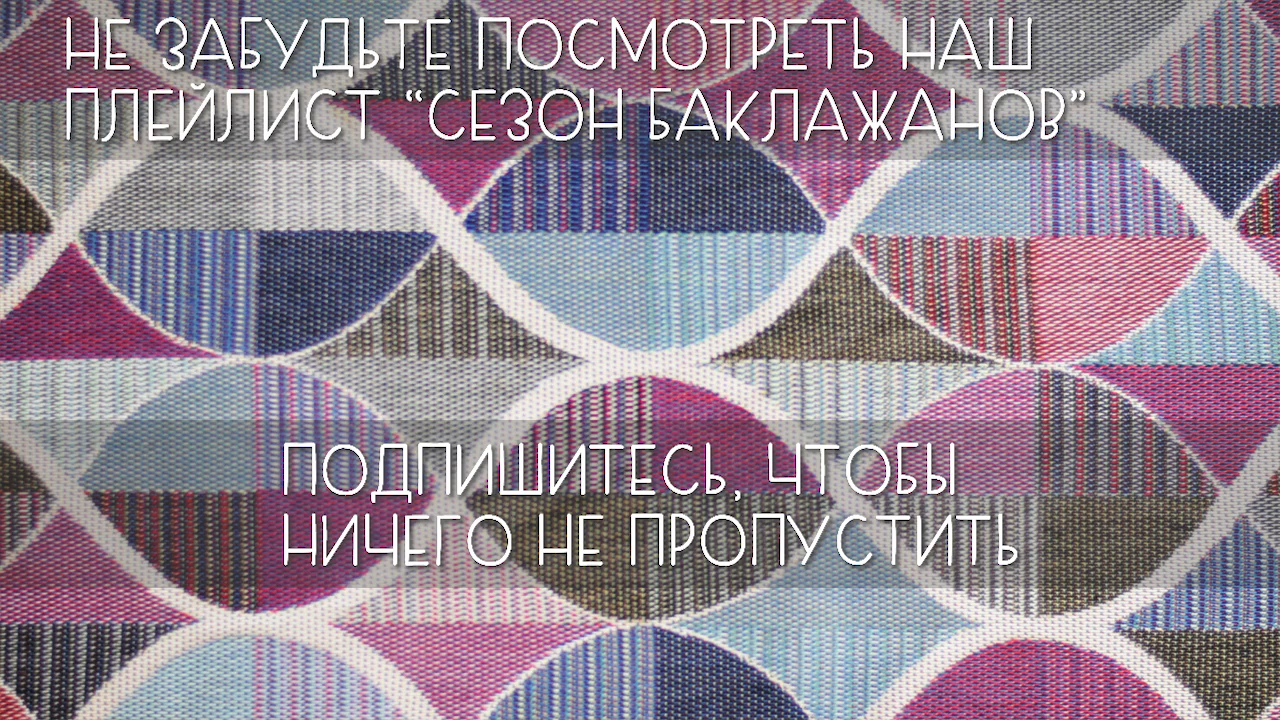 НЕ ЗАБУДЬТЕ ПОСМОТРЕТЬ НАШ
ПЛЕЙЛИСТ “СЕЗОН БАКЛАЖАНОВ”
ПОДПИШИТЕСЬ, ЧТОБЫ
НИЧЕГО НЕ ПРОПУСТИТЬ